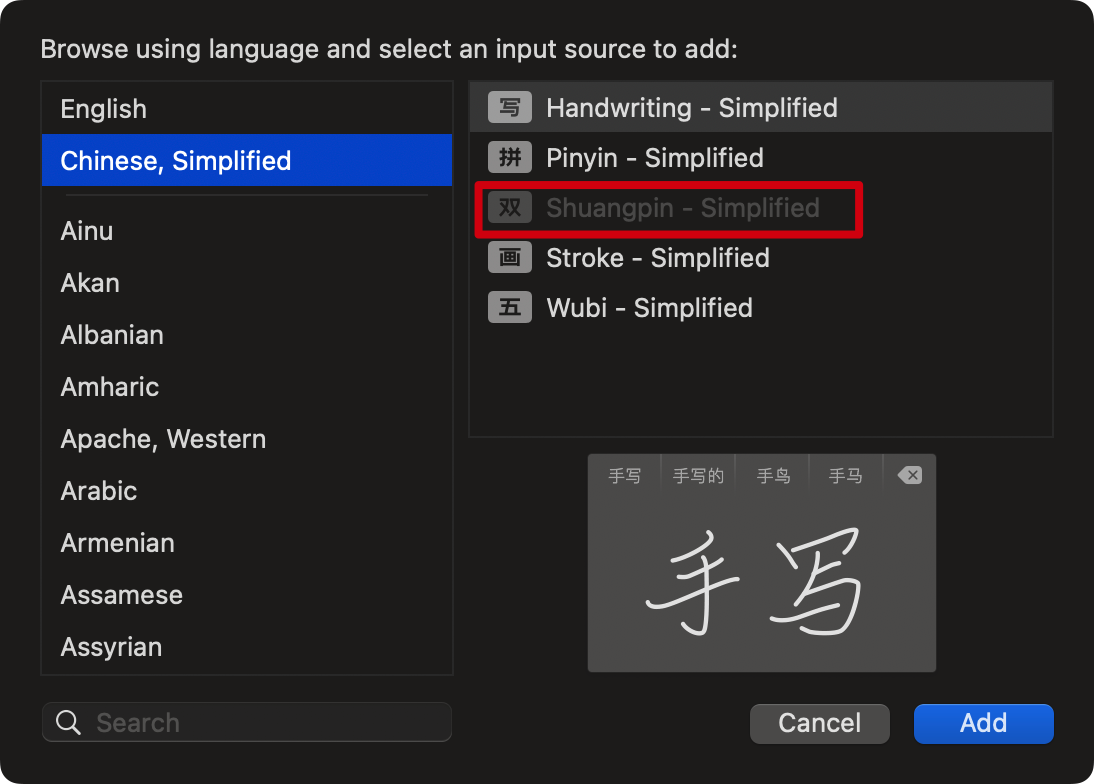 Browse using language and select an input source to add:
English
Chinese, Simplified
Ainu
Akan
Albanian
Amharic
Apache, Western
Arabic
Armenian
Assamese
Assyrian
Search
写 Handwriting – Simplified
拼 Pinyin – Simplified
双 Shuangpin – Simplified
画 Stroke – Simplified
五 Wubi – Simplified
手写 手写的 手鸟 手马
手写
Cancel Add